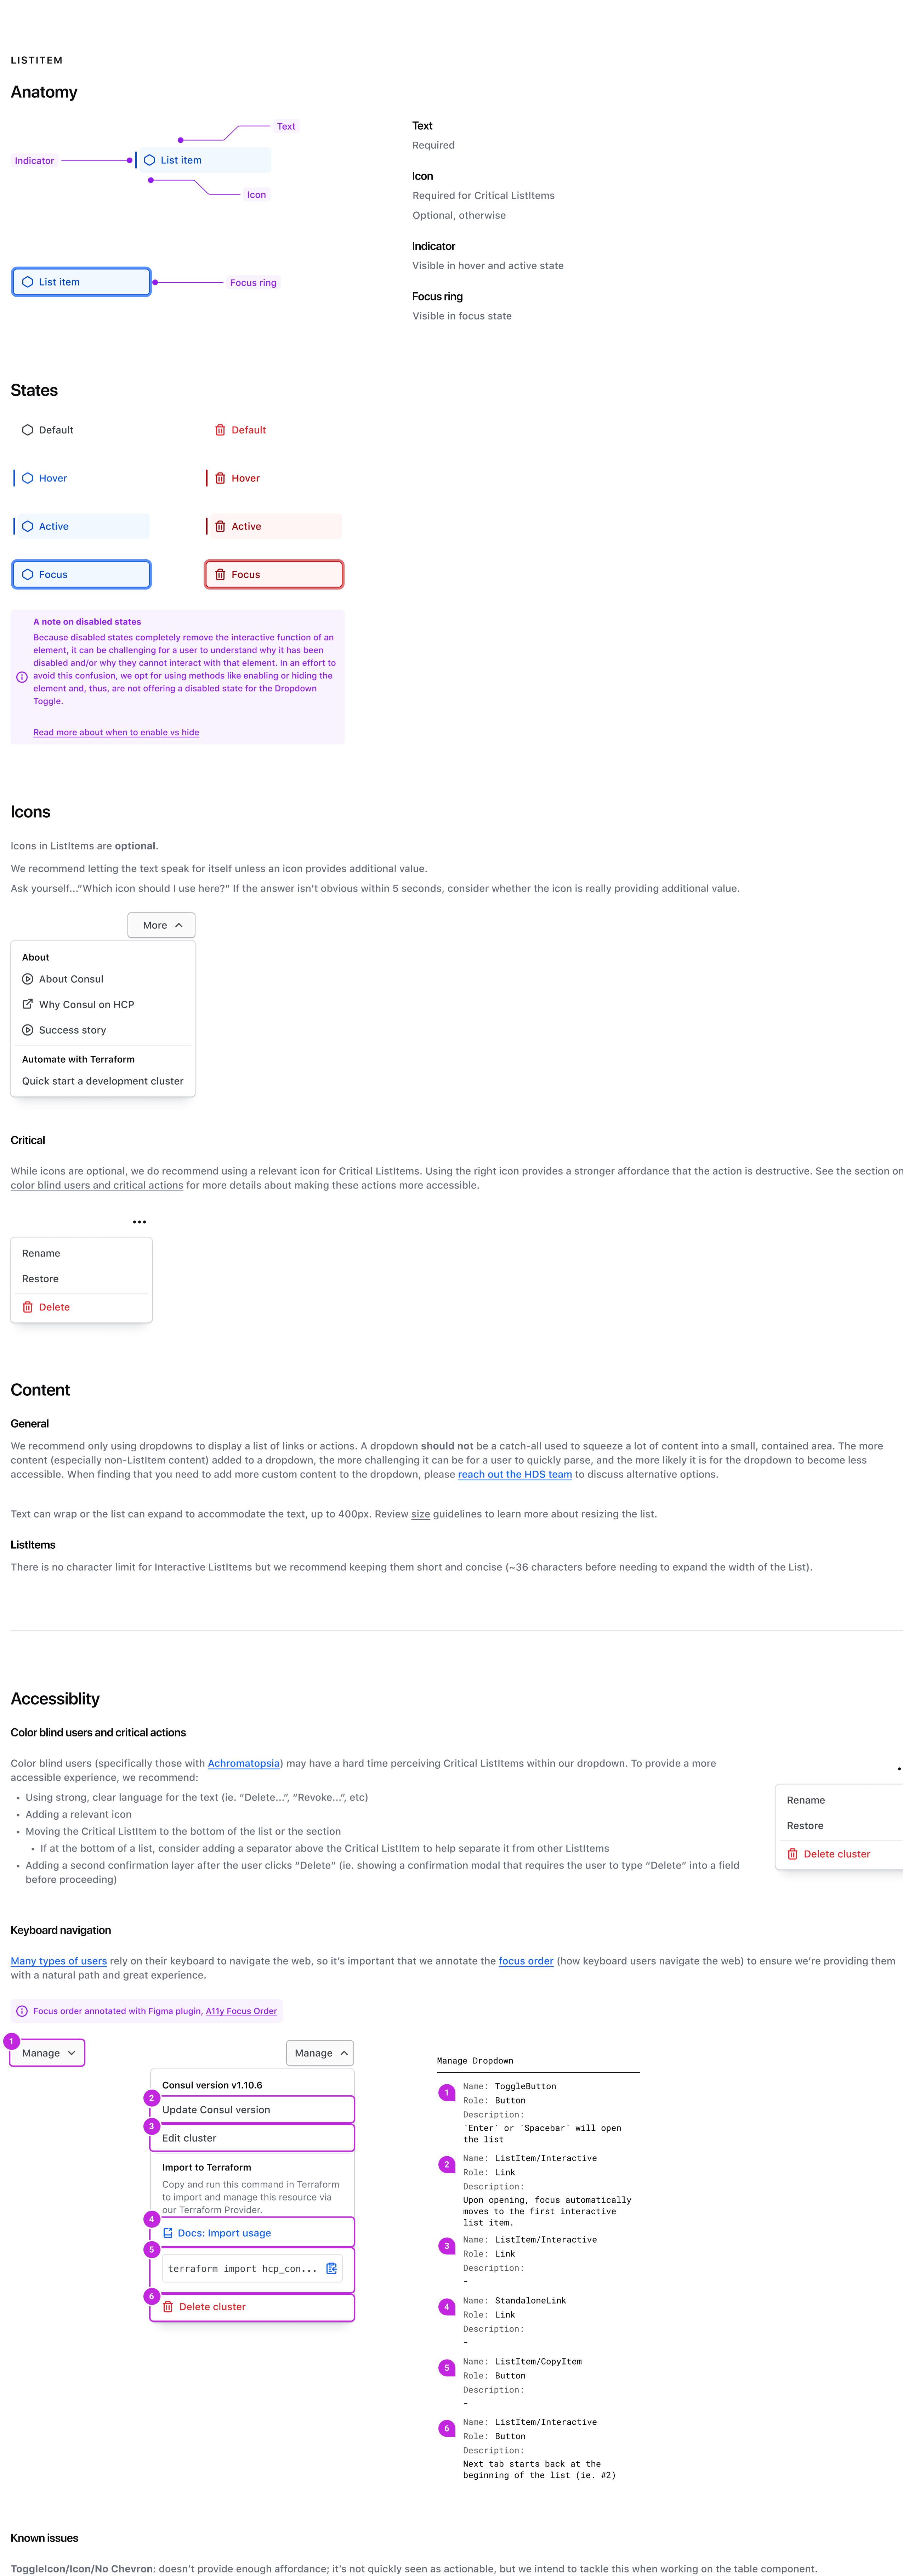 LISTITEM
Anatomy
Text
Indicator
List item
Icon
List item
Focus ring
Text
Required
Icon
Required for Critical ListItems
Optional, otherwise
Indicator
Visible in hover and active state
Focus ring
Visible in focus state
States
Default
Default
Hover
Hover
Active
Active
Focus
Focus
A note on disabled states
Because disabled states completely remove the interactive function of an
element, it can be challenging for a user to understand why it has been
disabled and/or why they cannot interact with that element. In an effort to
avoid this confusion, we opt for using methods like enabling or hiding the
element and, thus, are not offering a disabled state for the Dropdown
Toggle.
Read more about when to enable vs hide
Icons
Icons in ListItems are optional.
We recommend letting the text speak for itself unless an icon provides additional value.
Ask yourself...”Which icon should I use here?” If the answer isn’t obvious within 5 seconds, consider whether the icon is really providing additional value.
More
About
About Consul
Why Consul on HCP
Success story
Automate with Terraform
Quick start a development cluster
Critical
While icons are optional, we do recommend using a relevant icon for Critical ListItems. Using the right icon provides a stronger affordance that the action is destructive. See the section on
color blind users and critical actions for more details about making these actions more accessible.
Rename
Restore
Delete
Content
General
We recommend only using dropdowns to display a list of links or actions. A dropdown should not be a catch-all used to squeeze a lot of content into a small, contained area. The more
content (especially non-ListItem content) added to a dropdown, the more challenging it can be for a user to quickly parse, and the more likely it is for the dropdown to become less
accessible. When finding that you need to add more custom content to the dropdown, please reach out the HDS team to discuss alternative options.
Text can wrap or the list can expand to accommodate the text, up to 400px. Review size guidelines to learn more about resizing the list.
ListItems
There is no character limit for Interactive ListItems but we recommend keeping them short and concise (~36 characters before needing to expand the width of the List).
Accessiblity
Color blind users and critical actions
Color blind users (specifically those with Achromatopsia) may have a hard time perceiving Critical ListItems within our dropdown. To provide a more
accessible experience, we recommend:
• Using strong, clear language for the text (ie. “Delete...”, “Revoke...”, etc)
• Adding a relevant icon
• Moving the Critical ListItem to the bottom of the list or the section
• If at the bottom of a list, consider adding a separator above the Critical ListItem to help separate it from other ListItems
• Adding a second confirmation layer after the user clicks “Delete” (ie. showing a confirmation modal that requires the user to type “Delete” into a field
before proceeding)
Rename
Restore
Delete cluster
Keyboard navigation
Many types of users rely on their keyboard to navigate the web, so it’s important that we annotate the focus order (how keyboard users navigate the web) to ensure we’re providing them
with a natural path and great experience.
Focus order annotated with Figma plugin, A11y Focus Order
1
Manage
Manage
Consul version v1.10.6
2
Update Consul version
3
Edit cluster
Import to Terraform
Copy and run this command in Terraform
to import and manage this resource via
our Terraform Provider.
4
Docs: Import usage
5
terraform import hcp_con...
6
Delete cluster
Manage Dropdown
1
Name: ToggleButton
Role: Button
Description:
`Enter` or `Spacebar` will open
the list
2
Name: ListItem/Interactive
Role: Link
Description:
Upon opening, focus automatically
moves to the first interactive
list item.
3
Name: ListItem/Interactive
Role: Link
Description:
-
4
Name: StandaloneLink
Role: Link
Description:
-
5
Name: ListItem/CopyItem
Role: Button
Description:
-
6
Name: ListItem/Interactive
Role: Button
Description:
Next tab starts back at the
beginning of the list (ie. #2)
Known issues
ToggleIcon/Icon/No Chevron: doesn’t provide enough affordance; it’s not quickly seen as actionable, but we intend to tackle this when working on the table component.